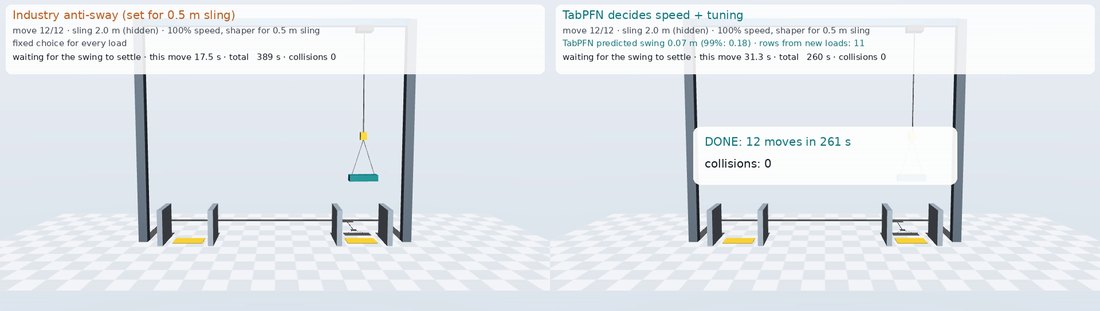 Industry anti-sway (set for 0.5 m sling)
move 12/12 · sling 2.0 m (hidden) · 100% speed, shaper for 0.5 m sling
fixed choice for every load
waiting for the swing to settle · this move 17.5 s · total 389 s · collisions 0
TabPFN decides speed + tuning
move 12/12 · sling 2.0 m (hidden) · 100% speed, shaper for 0.5 m sling
TabPFN predicted swing 0.07 m (99%: 0.18) · rows from new loads: 11
waiting for the swing to settle · this move 31.3 s · total 260 s · collisions 0
DONE: 12 moves in 261 s
collisions: 0